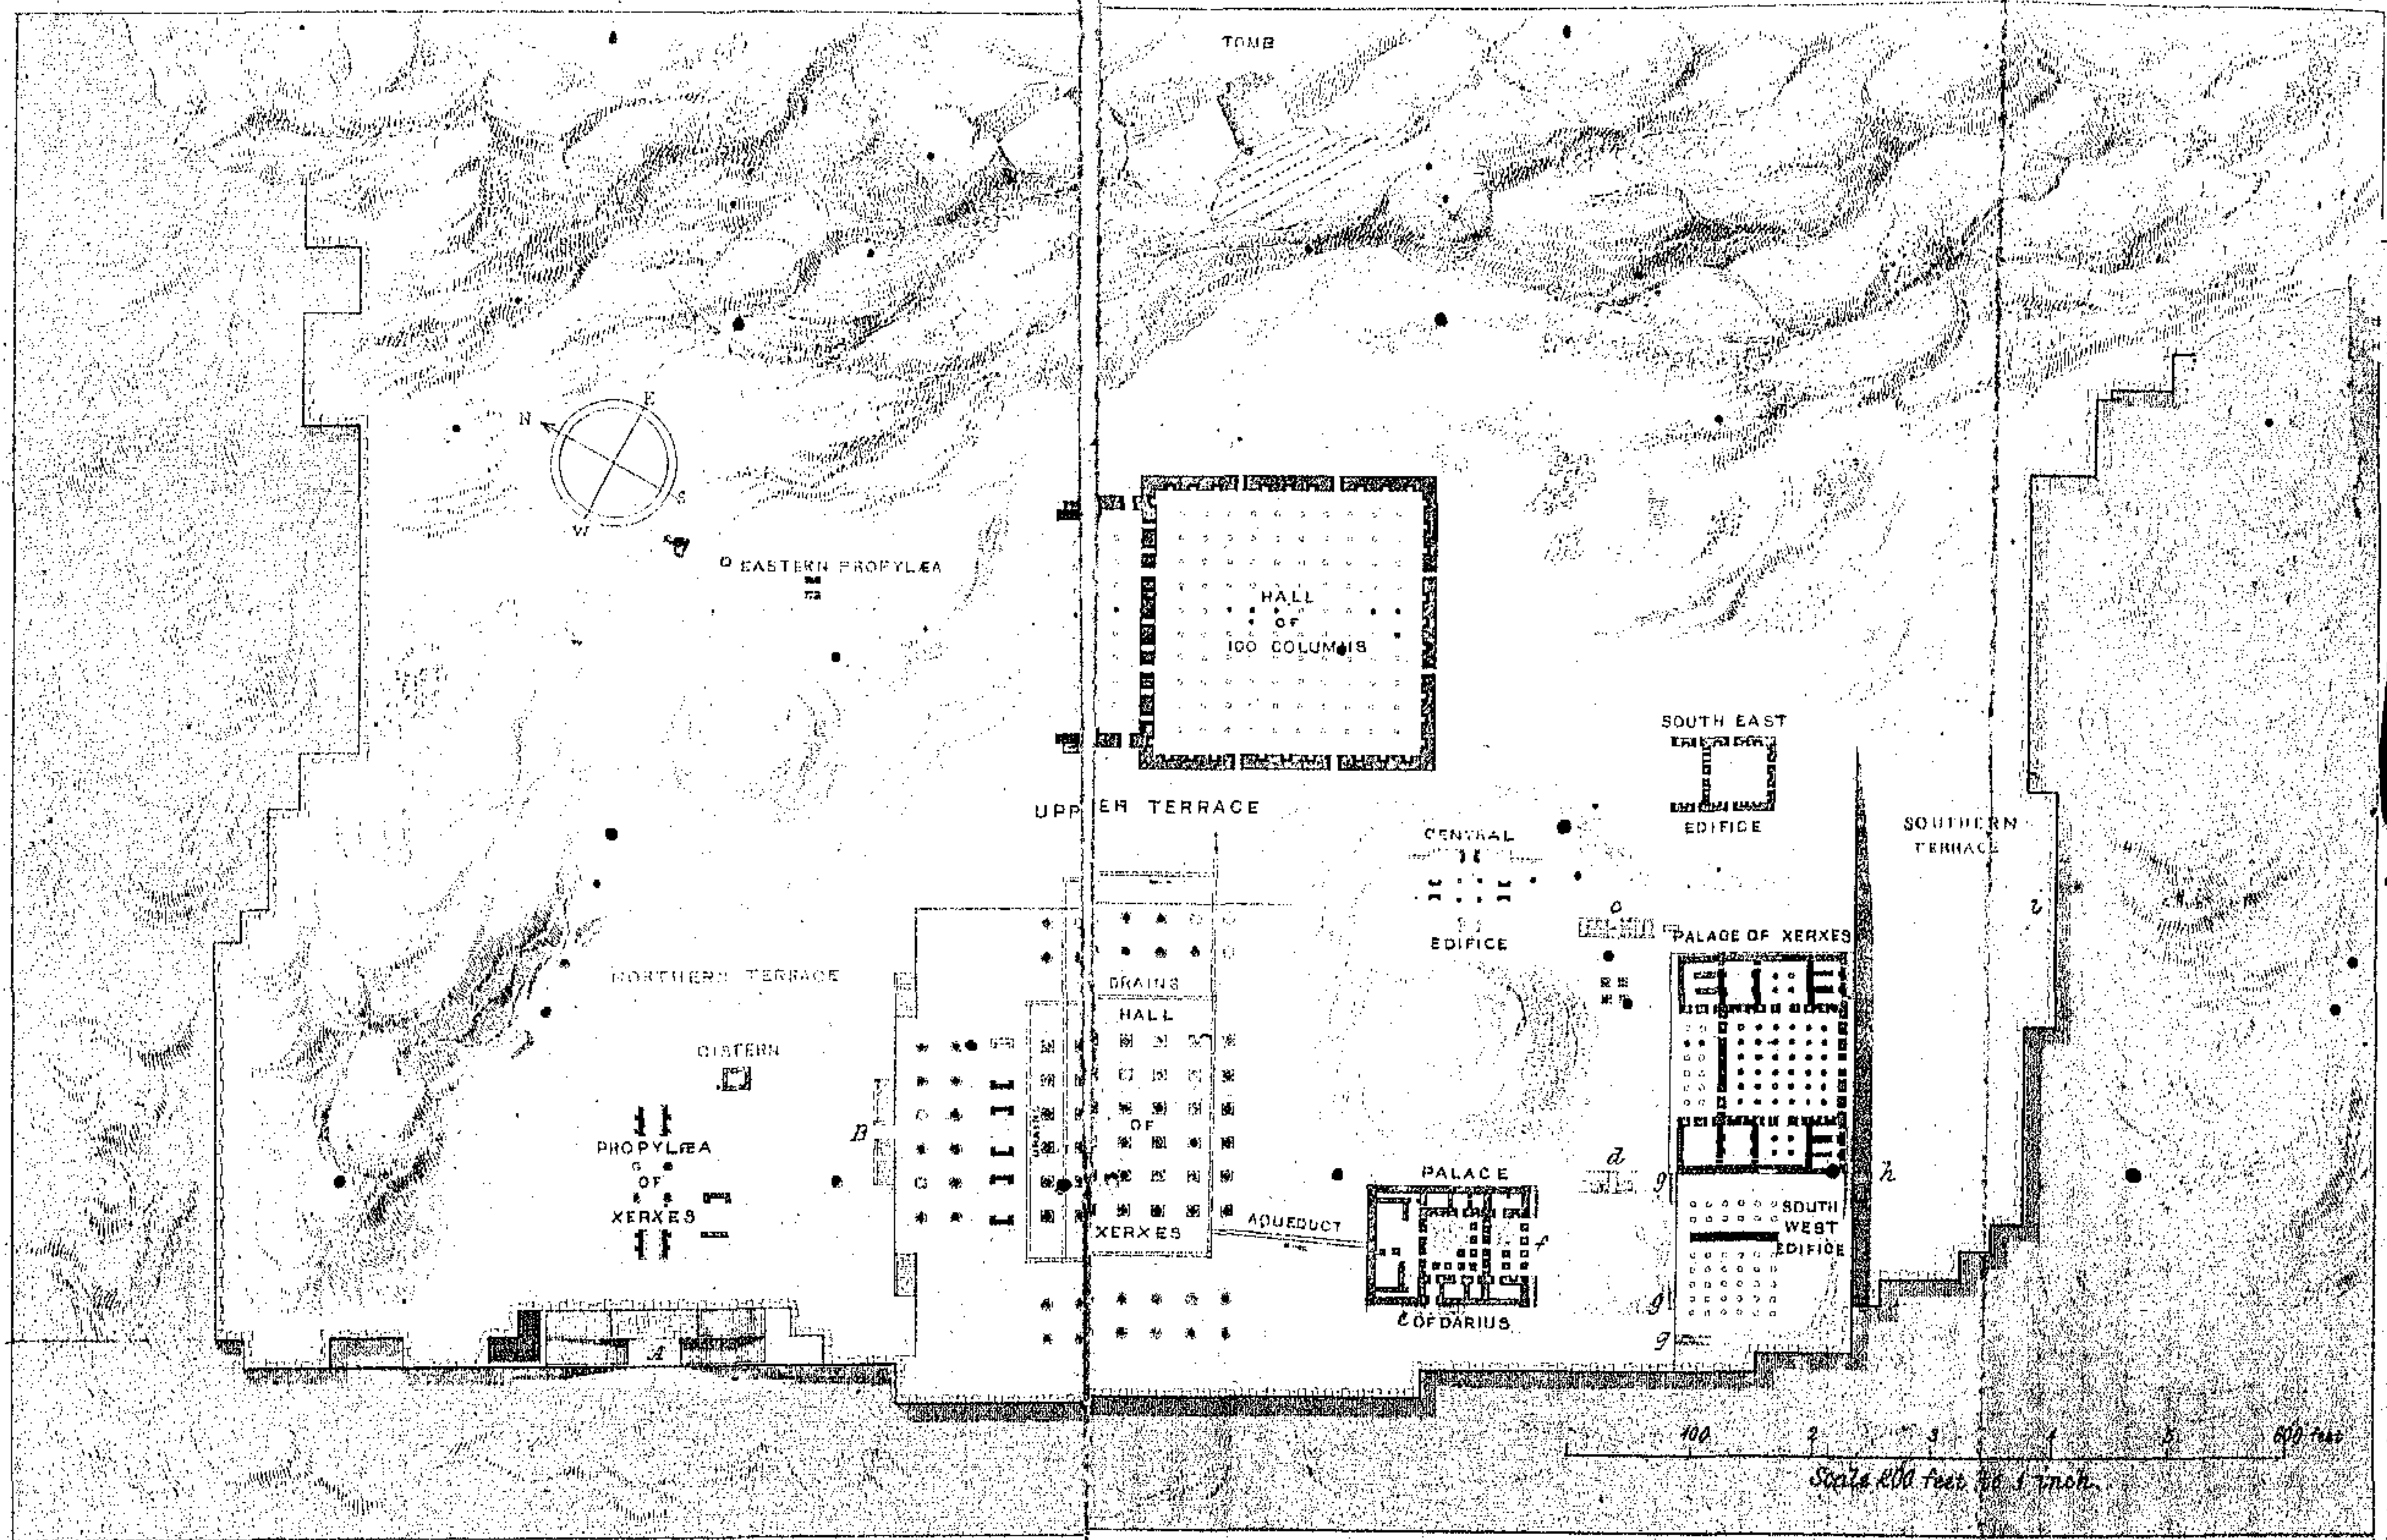 TOMB
N
E
S
W
EASTERN PROPYLÆA
HALL
OF
100 COLUMNS
SOUTH EAST
EDIFICE
UPPER TERRACE
CENTRAL
EDIFICE
SOUTHERN
TERRACE
c
i
PALACE OF XERXES
NORTHERN TERRACE
DRAINS
HALL
OF
XERXES
CISTERN
B
PROPYLÆA
OF
XERXES
DRAINS
AQUEDUCT
PALACE
f
e OF DARIUS
d
g
h
SOUTH
WEST
EDIFICE
g
g
A
100 2 3 4 5 600 feet
Scale 200 feet to 1 inch.